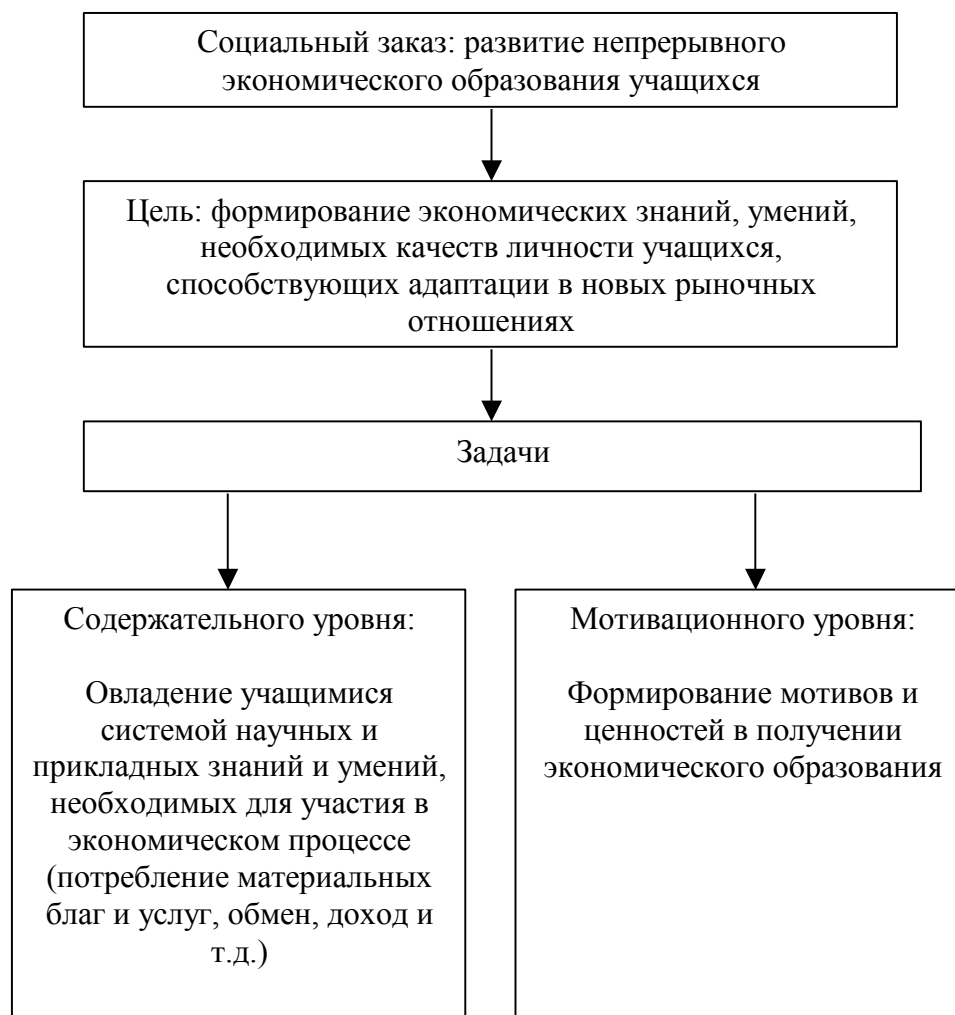 Социальный заказ: развитие непрерывного
экономического образования учащихся
Цель: формирование экономических знаний, умений,
необходимых качеств личности учащихся,
способствующих адаптации в новых рыночных
отношениях
Задачи
Содержательного уровня:
Овладение учащимися
системой научных и
прикладных знаний и умений,
необходимых для участия в
экономическом процессе
(потребление материальных
благ и услуг, обмен, доход и
т.д.)
Мотивационного уровня:
Формирование мотивов и
ценностей в получении
экономического образования